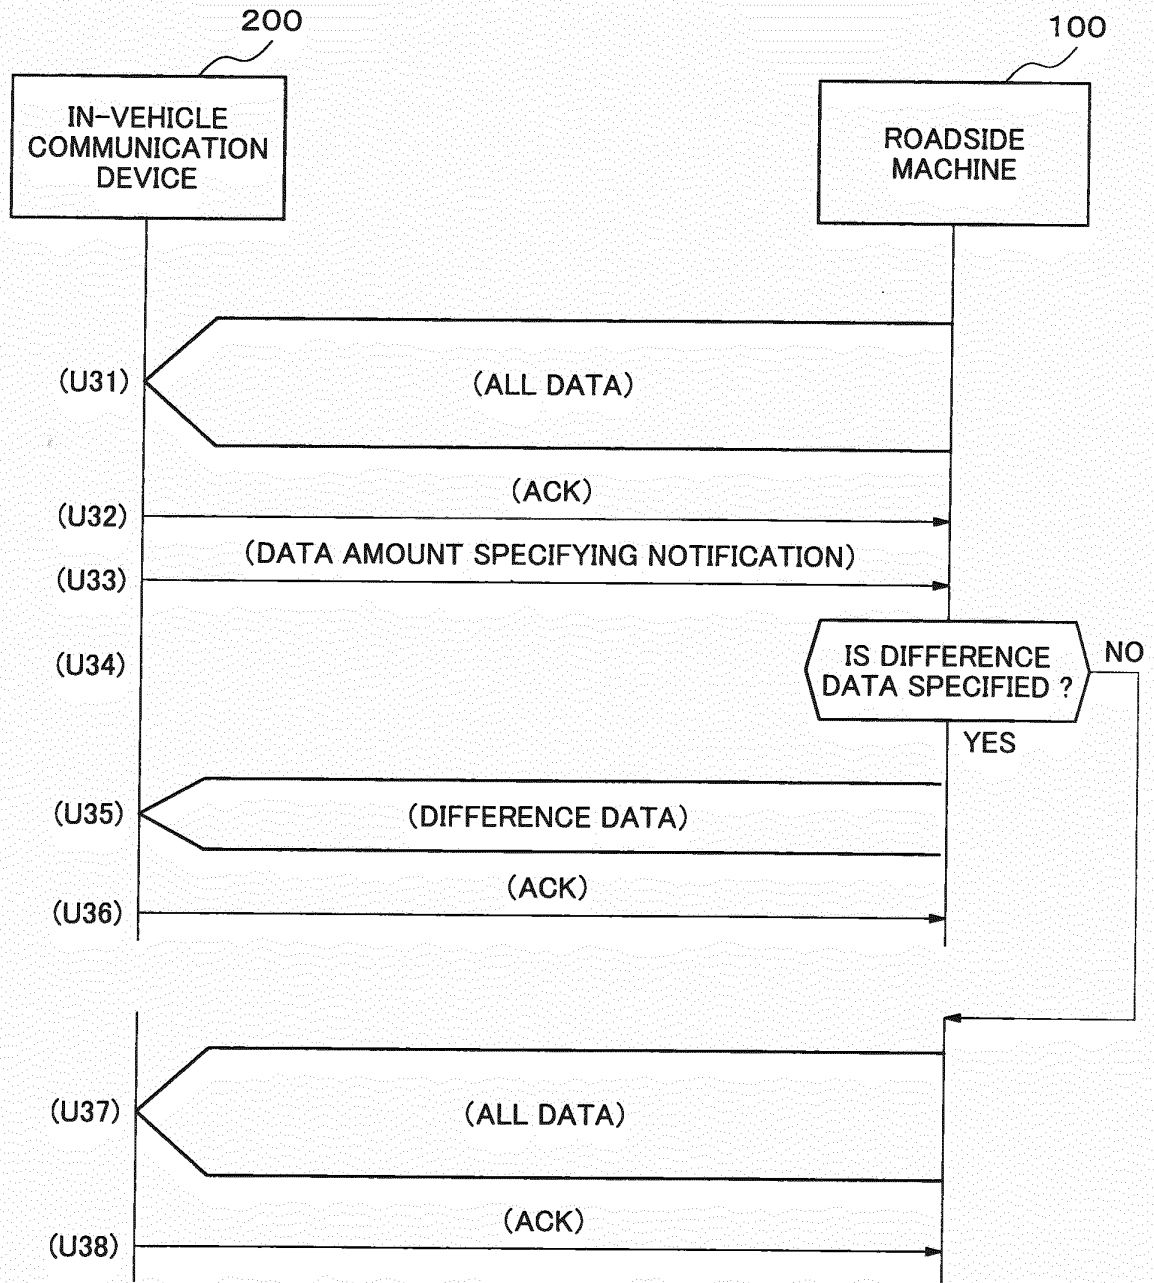 200
100
IN-VEHICLE
COMMUNICATION
DEVICE
ROADSIDE
MACHINE
(U31)
(ALL DATA)
(ACK)
(U32)
(DATA AMOUNT SPECIFYING NOTIFICATION)
(U33)
(U34)
IS DIFFERENCE
DATA SPECIFIED ?
NO
YES
(U35)
(DIFFERENCE DATA)
(ACK)
(U36)
(U37)
(ALL DATA)
(ACK)
(U38)